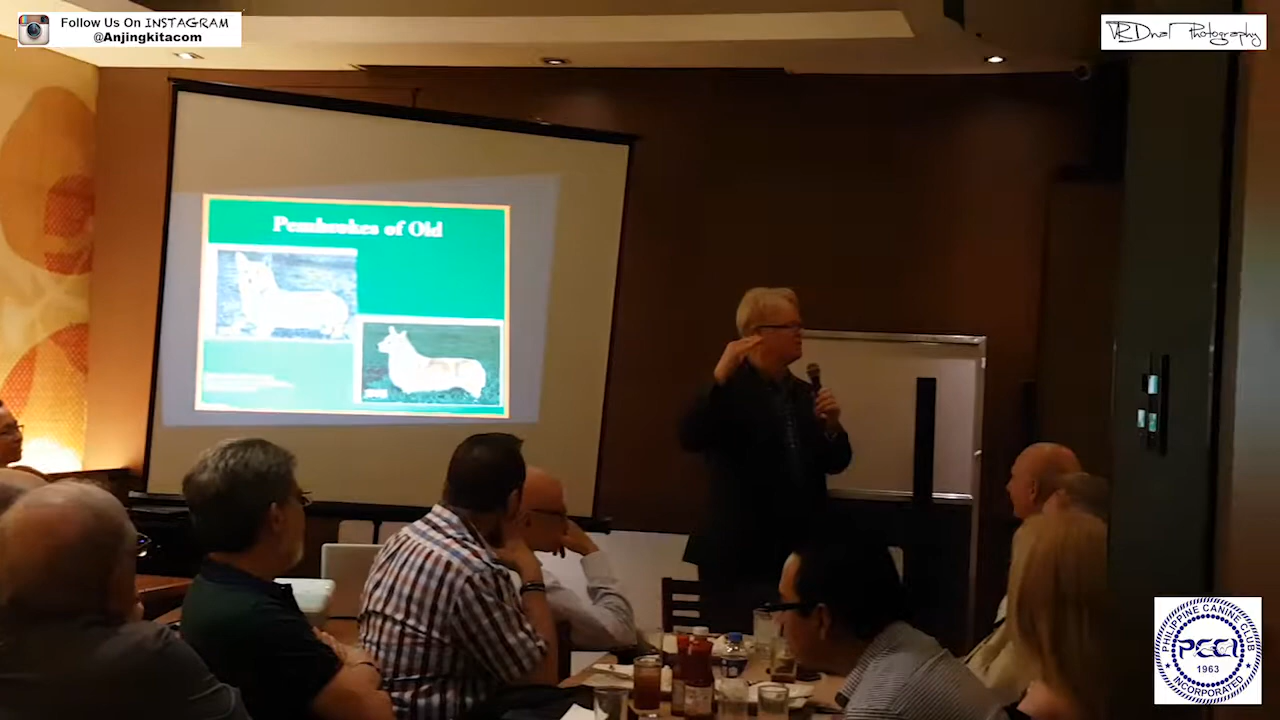 Follow Us On INSTAGRAM
@Anjingkitacom
VRDnal Photography
Pembrokes of Old
PHILIPPINE CANINE CLUB
PCCI
1963
INCORPORATED